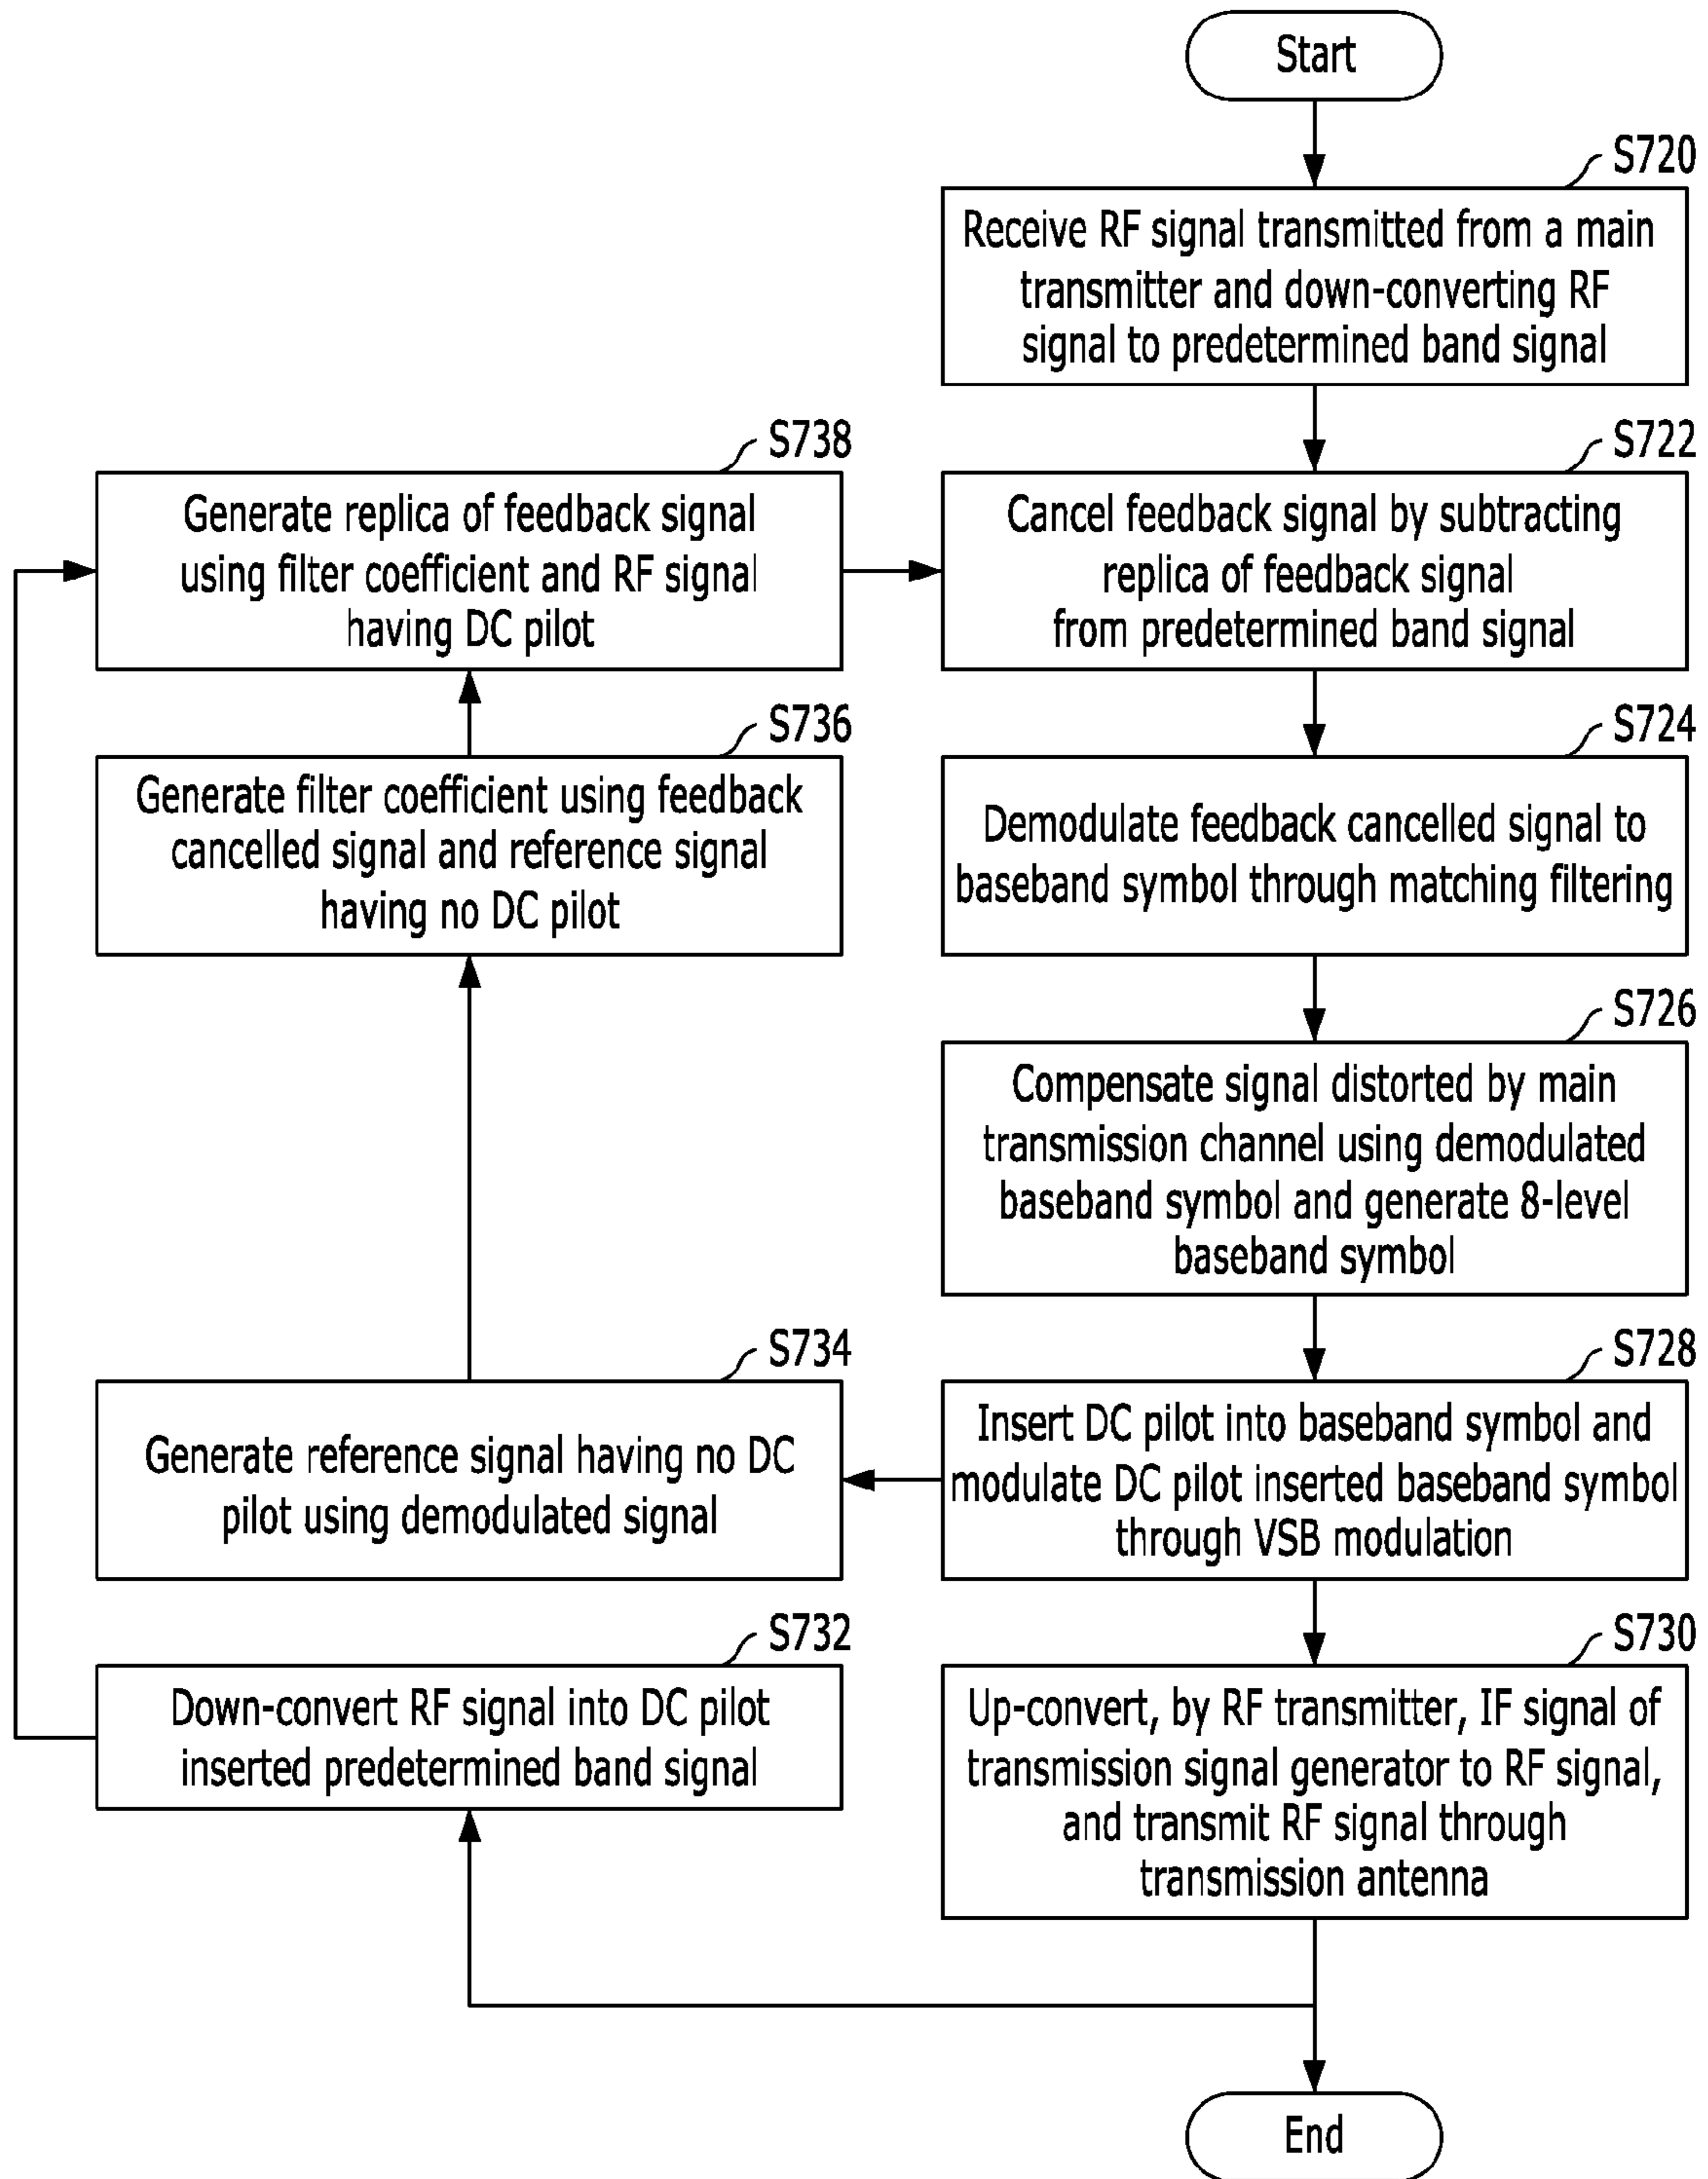 Start
S720
Receive RF signal transmitted from a main
transmitter and down-converting RF
signal to predetermined band signal
S738
Generate replica of feedback signal
using filter coefficient and RF signal
having DC pilot
S722
Cancel feedback signal by subtracting
replica of feedback signal
from predetermined band signal
S736
Generate filter coefficient using feedback
cancelled signal and reference signal
having no DC pilot
S724
Demodulate feedback cancelled signal to
baseband symbol through matching filtering
S726
Compensate signal distorted by main
transmission channel using demodulated
baseband symbol and generate 8-level
baseband symbol
S734
Generate reference signal having no DC
pilot using demodulated signal
S728
Insert DC pilot into baseband symbol and
modulate DC pilot inserted baseband symbol
through VSB modulation
S732
Down-convert RF signal into DC pilot
inserted predetermined band signal
S730
Up-convert, by RF transmitter, IF signal of
transmission signal generator to RF signal,
and transmit RF signal through
transmission antenna
End